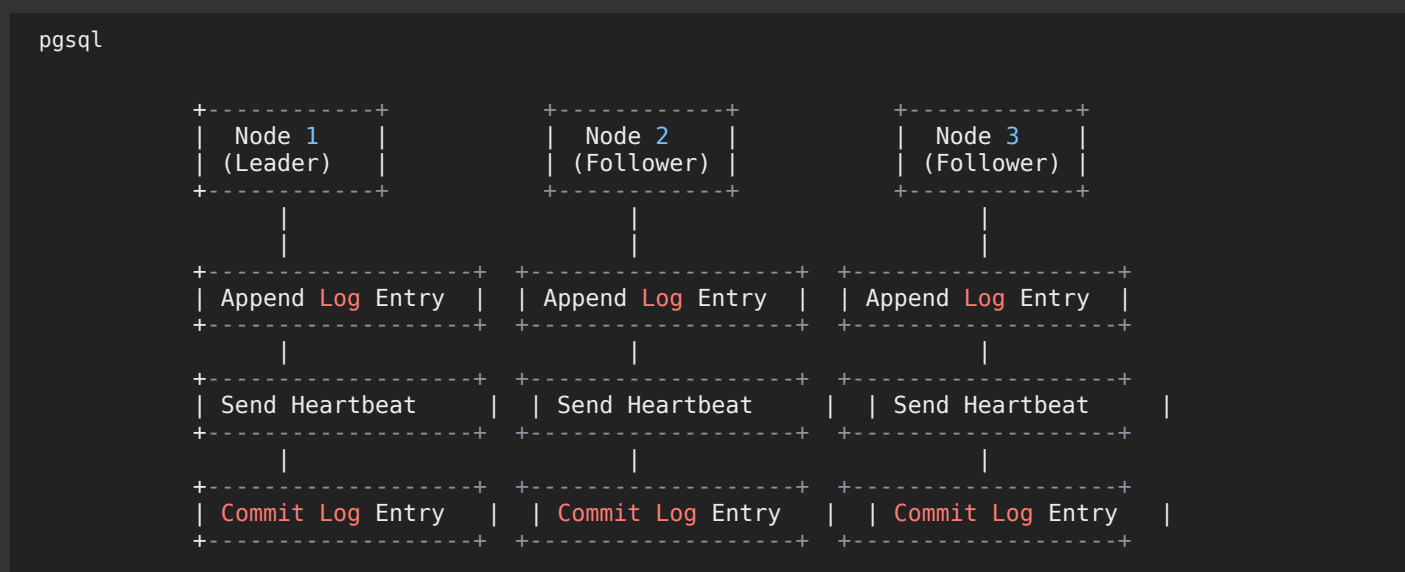 pgsql
+------------+ +------------+ +------------+
| Node 1 | | Node 2 | | Node 3 |
| (Leader) | | (Follower) | | (Follower) |
+------------+ +------------+ +------------+
| | |
| | |
+-------------------+ +-------------------+ +-------------------+
| Append Log Entry | | Append Log Entry | | Append Log Entry |
+-------------------+ +-------------------+ +-------------------+
| | |
+-------------------+ +-------------------+ +-------------------+
| Send Heartbeat | | Send Heartbeat | | Send Heartbeat |
+-------------------+ +-------------------+ +-------------------+
| | |
+-------------------+ +-------------------+ +-------------------+
| Commit Log Entry | | Commit Log Entry | | Commit Log Entry |
+-------------------+ +-------------------+ +-------------------+